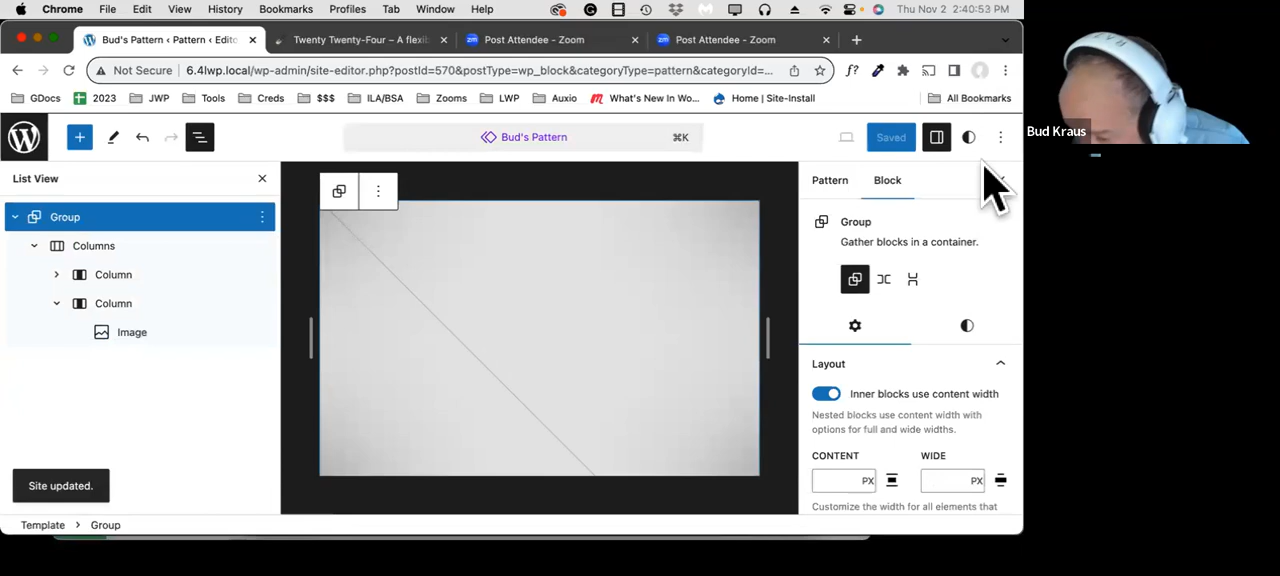 Chrome File Edit View History Bookmarks Profiles Tab Window Help Thu Nov 2 2:40:53 PM
Bud's Pattern ‹ Pattern ‹ Edito Twenty Twenty-Four – A flexib Post Attendee - Zoom Post Attendee - Zoom
Not Secure 6.4lwp.local/wp-admin/site-editor.php?postId=570&postType=wp_block&categoryType=pattern&categoryId=...
GDocs 2023 JWP Tools Creds $$$ ILA/BSA Zooms LWP Auxio What's New In Wo... Home | Site-Install All Bookmarks
Bud's Pattern ⌘K Saved
Bud Kraus
List View
Pattern Block
Group
Columns
Column
Column
Image
Group
Gather blocks in a container.
Layout
Inner blocks use content width
Nested blocks use content width with
options for full and wide widths.
CONTENT WIDE
PX PX
Customize the width for all elements that
Site updated.
Template > Group